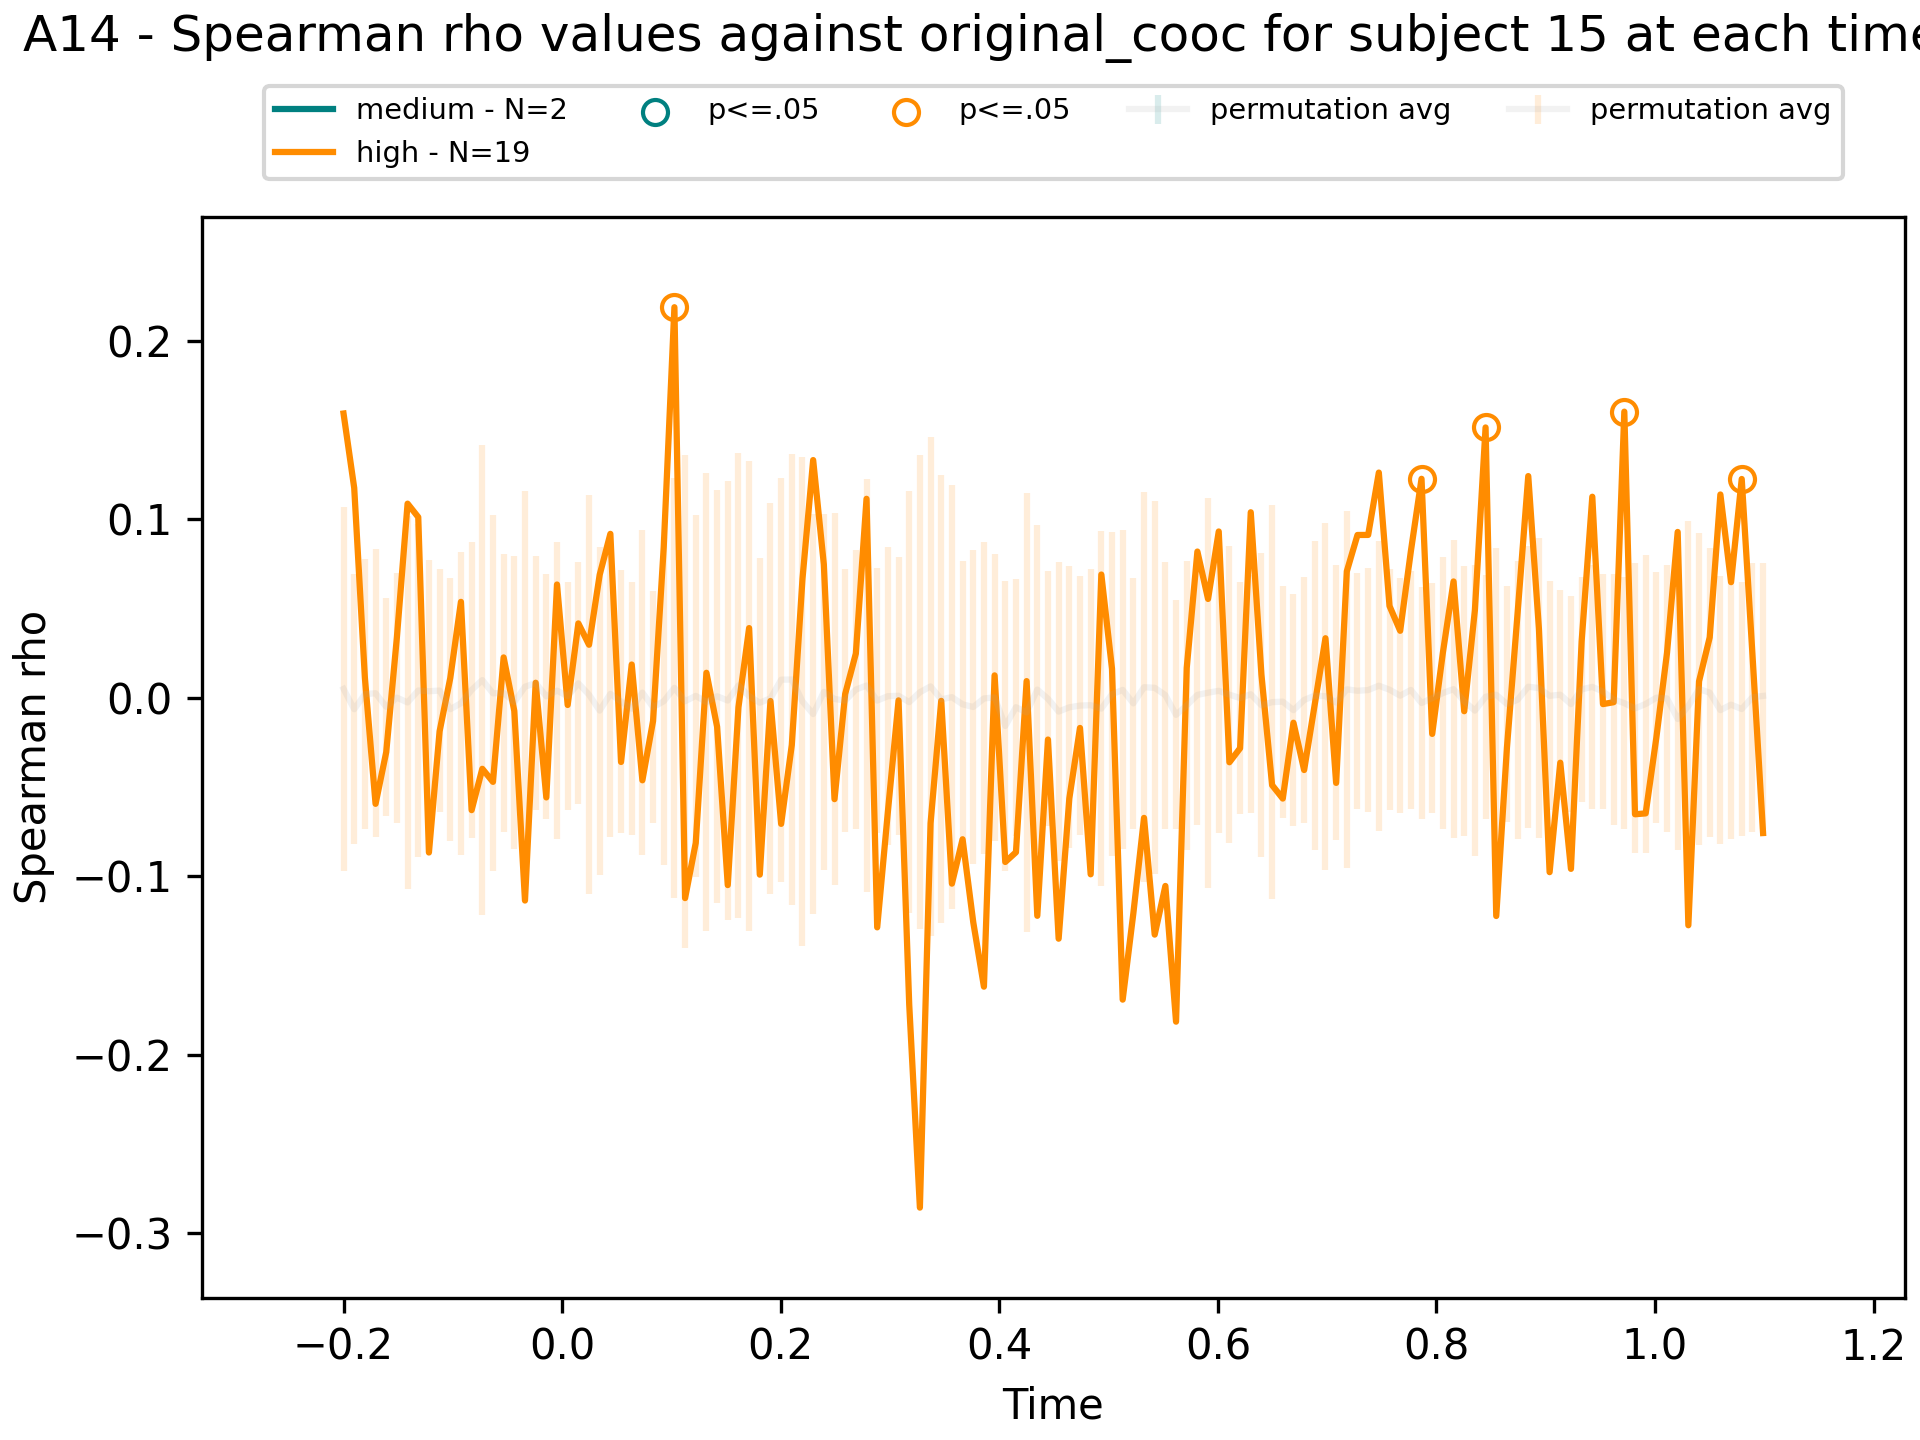 A14 - Spearman rho values against original_cooc for subject 15 at each time
medium - N=2
high - N=19
p<=.05
p<=.05
permutation avg
permutation avg
Spearman rho
0.2
0.1
0.0
−0.1
−0.2
−0.3
−0.2 0.0 0.2 0.4 0.6 0.8 1.0 1.2
Time